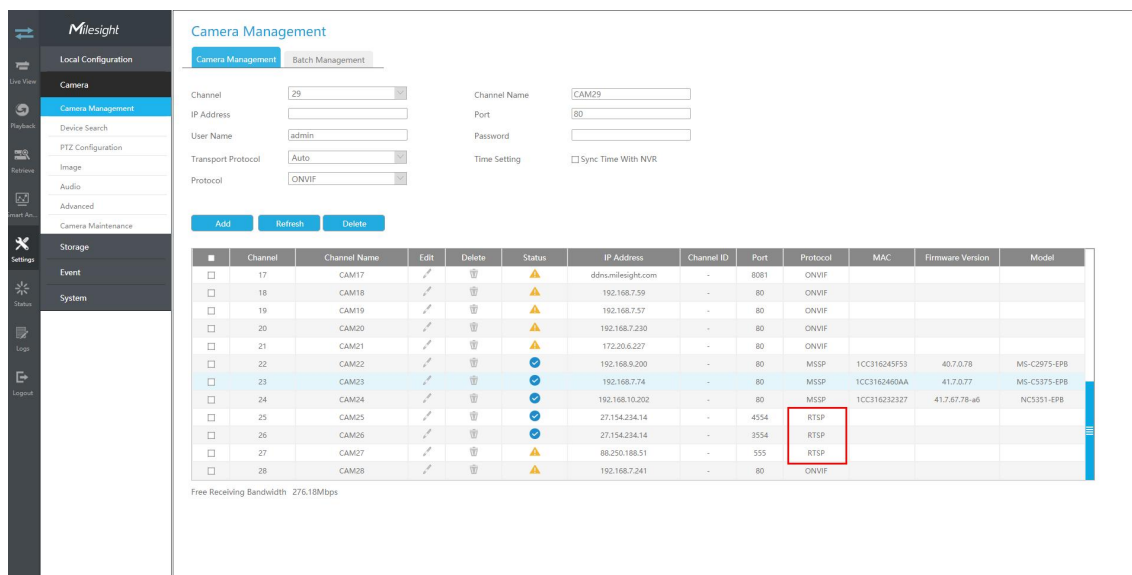 Milesight
Local Configuration
Live View
Camera
Camera Management
Playback
Device Search
PTZ Configuration
Retrieve
Image
Audio
Smart An...
Advanced
Camera Maintenance
Settings
Storage
Event
Status
System
Logs
Logout
Camera Management
Camera Management Batch Management
Channel 29 Channel Name CAM29
IP Address Port 80
User Name admin Password
Transport Protocol Auto Time Setting Sync Time With NVR
Protocol ONVIF
Add Refresh Delete
Channel Channel Name Edit Delete Status IP Address Channel ID Port Protocol MAC Firmware Version Model
17 CAM17 ddns.milesight.com - 8081 ONVIF
18 CAM18 192.168.7.59 - 80 ONVIF
19 CAM19 192.168.7.57 - 80 ONVIF
20 CAM20 192.168.7.230 - 80 ONVIF
21 CAM21 172.20.6.227 - 80 ONVIF
22 CAM22 192.168.9.200 - 80 MSSP 1CC316245F53 40.7.0.78 MS-C2975-EPB
23 CAM23 192.168.7.74 - 80 MSSP 1CC3162460AA 41.7.0.77 MS-C5375-EPB
24 CAM24 192.168.10.202 - 80 MSSP 1CC316232327 41.7.67.78-a6 NC5351-EPB
25 CAM25 27.154.234.14 - 4554 RTSP
26 CAM26 27.154.234.14 - 3554 RTSP
27 CAM27 88.250.188.51 - 555 RTSP
28 CAM28 192.168.7.241 - 80 ONVIF
Free Receiving Bandwidth 276.18Mbps